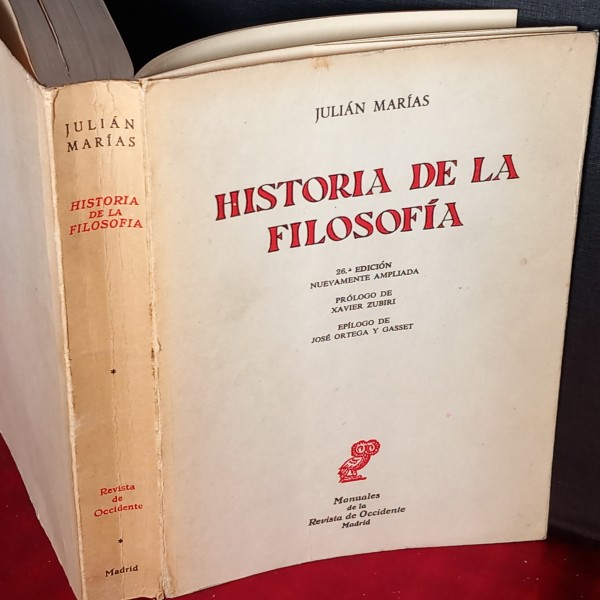 JULIÁN
MARÍAS
HISTORIA
DE LA
FILOSOFIA
*
Revista
de
Occidente
*
Madrid
JULIÁN MARÍAS
HISTORIA DE LA
FILOSOFÍA
26.ª EDICIÓN
NUEVAMENTE AMPLIADA
PRÓLOGO DE
XAVIER ZUBIRI
EPÍLOGO DE
JOSÉ ORTEGA Y GASSET
Manuales
de la
Revista de Occidente
Madrid